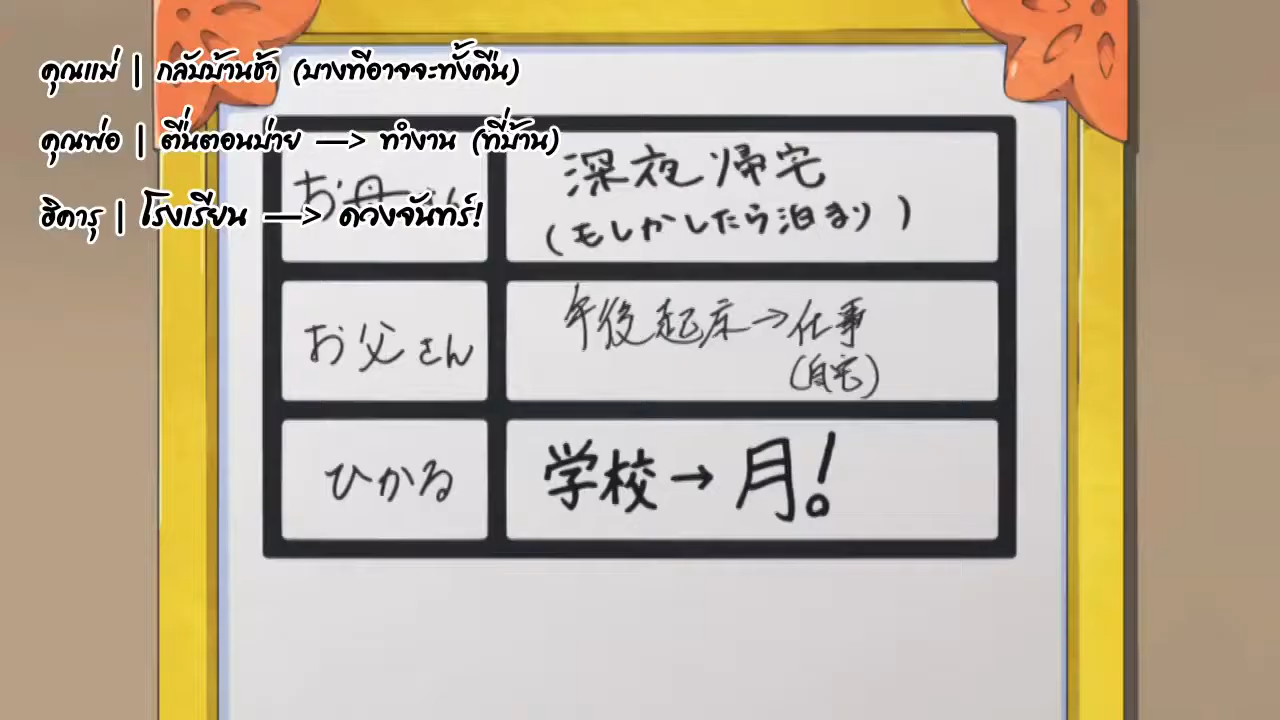 คุณแม่ | กลับบ้านช้า (บางทีอาจจะทั้งคืน)
คุณพ่อ | ตื่นตอนบ่าย —> ทำงาน (ที่บ้าน)
ฮิคารุ | โรงเรียน —> ดวงจันทร์!
お母さん 深夜帰宅
(もしかしたら泊まり)
お父さん 午後起床→仕事
(自宅)
ひかる 学校→月!